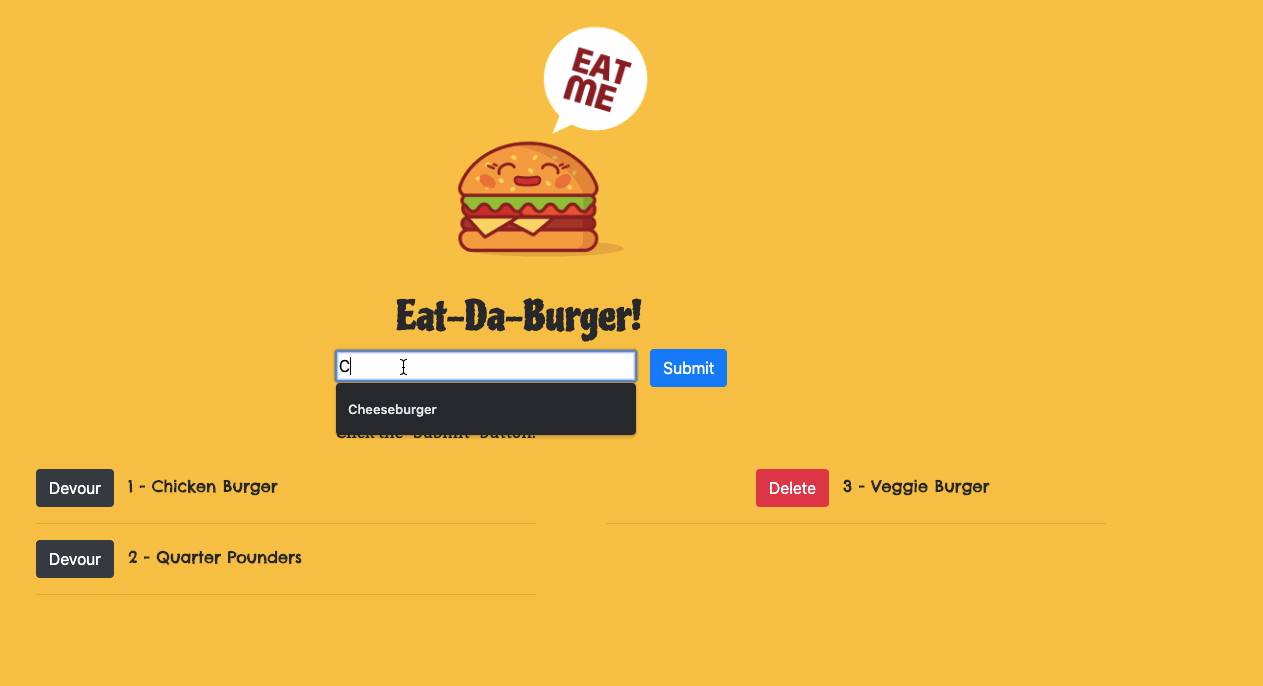 EAT
ME
Eat-Da-Burger!
C
Submit
Cheeseburger
Click the "Submit" button!
Devour
1 - Chicken Burger
Delete
3 - Veggie Burger
Devour
2 - Quarter Pounders